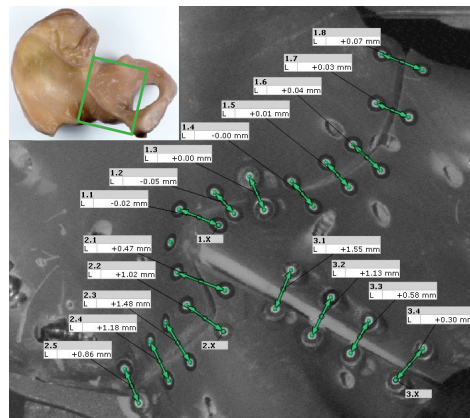 1.8
L +0.07 mm
1.7
L +0.03 mm
1.6
L +0.04 mm
1.5
L +0.01 mm
1.4
L -0.00 mm
1.3
L +0.00 mm
1.2
L -0.05 mm
1.1
L -0.02 mm
1.X
2.1
L +0.47 mm
2.2
L +1.02 mm
2.3
L +1.48 mm
2.4
L +1.18 mm
2.5
L +0.86 mm
2.X
3.1
L +1.55 mm
3.2
L +1.13 mm
3.3
L +0.58 mm
3.4
L +0.30 mm
3.X